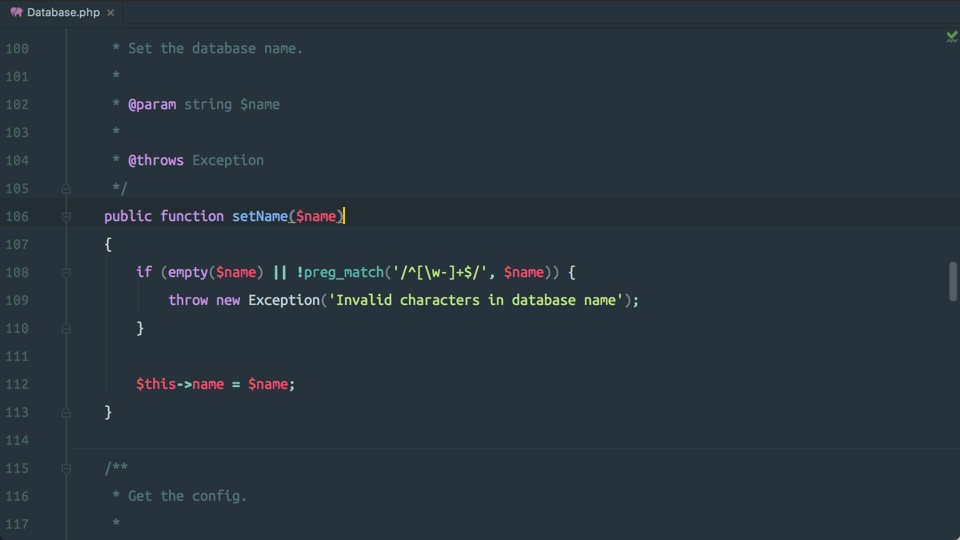 Database.php ×
100 * Set the database name.
101 *
102 * @param string $name
103 *
104 * @throws Exception
105 */
106 public function setName($name)
107 {
108 if (empty($name) || !preg_match('/^[\w-]+$/', $name)) {
109 throw new Exception('Invalid characters in database name');
110 }
111
112 $this->name = $name;
113 }
114
115 /**
116 * Get the config.
117 *